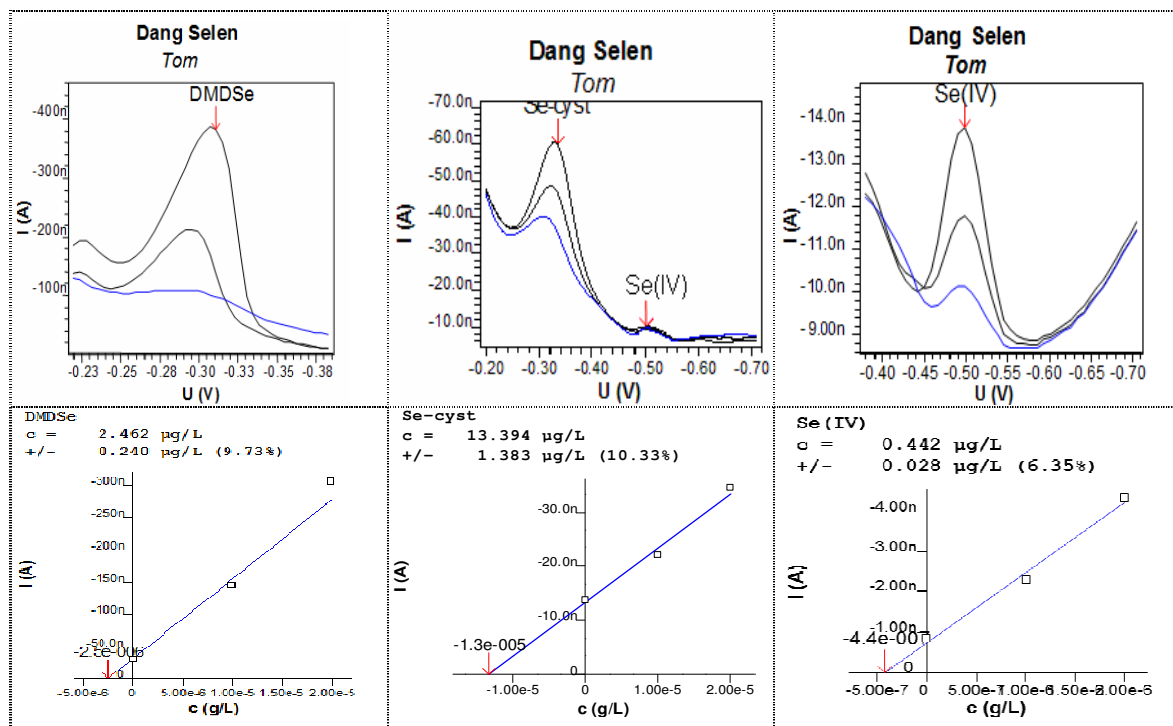 Dang Selen
Tom
DMDSe
-400n
-300n
-200n
-100n
I (A)
-0.23 -0.25 -0.28 -0.30 -0.33 -0.35 -0.38
U (V)
Dang Selen
Tom
Se-cyst
-70.0n
-60.0n
-50.0n
-40.0n
-30.0n
-20.0n
-10.0n
I (A)
Se(IV)
-0.20 -0.30 -0.40 -0.50 -0.60 -0.70
U (V)
Dang Selen
Tom
Se(IV)
-14.0n
-13.0n
-12.0n
-11.0n
-10.0n
-9.00n
I (A)
-0.40 -0.45 -0.50 -0.55 -0.60 -0.65 -0.70
U (V)
DMDSe
c = 2.462 µg/L
+/- 0.240 µg/L (9.73%)
-300n
-250n
-200n
-150n
-100n
-50.0n
0
I (A)
-2.5e-006
-5.00e-6 0 5.00e-6 1.00e-5 1.50e-5 2.00e-5
c (g/L)
Se-cyst
c = 13.394 µg/L
+/- 1.383 µg/L (10.33%)
-30.0n
-20.0n
-10.0n
0
I (A)
-1.3e-005
-1.00e-5 0 1.00e-5 2.00e-5
c (g/L)
Se(IV)
c = 0.442 µg/L
+/- 0.028 µg/L (6.35%)
-4.00n
-3.00n
-2.00n
-1.00n
0
I (A)
-4.4e-00
-5.00e-7 0 5.00e-7 1.00e-6 1.50e-6
c (g/L)